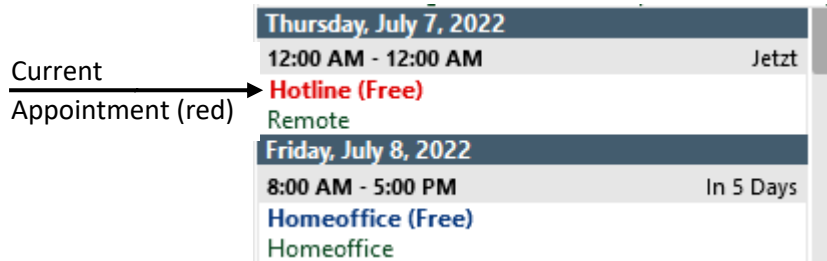 Current
Appointment (red)
Thursday, July 7, 2022
12:00 AM - 12:00 AM Jetzt
Hotline (Free)
Remote
Friday, July 8, 2022
8:00 AM - 5:00 PM In 5 Days
Homeoffice (Free)
Homeoffice